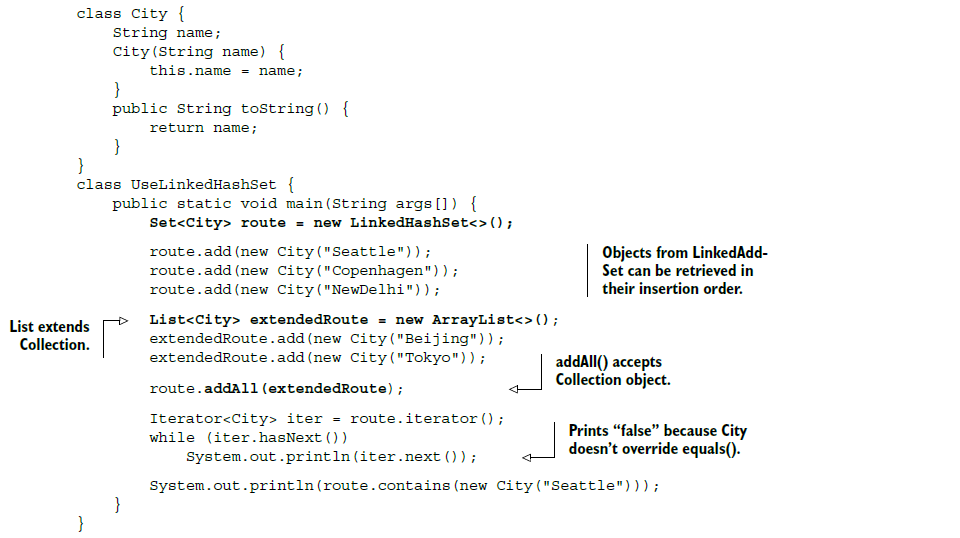 class City {
    String name;
    City(String name) {
        this.name = name;
    }
    public String toString() {
        return name;
    }
}
class UseLinkedHashSet {
    public static void main(String args[]) {
        Set<City> route = new LinkedHashSet<>();
        route.add(new City("Seattle"));
        route.add(new City("Copenhagen"));
        route.add(new City("NewDelhi"));
Objects from LinkedAdd-
Set can be retrieved in
their insertion order.
        List<City> extendedRoute = new ArrayList<>();
        extendedRoute.add(new City("Beijing"));
        extendedRoute.add(new City("Tokyo"));
List extends
Collection.
        route.addAll(extendedRoute);
addAll() accepts
Collection object.
        Iterator<City> iter = route.iterator();
        while (iter.hasNext())
            System.out.println(iter.next());
Prints “false” because City
doesn’t override equals().
        System.out.println(route.contains(new City("Seattle")));
    }
}